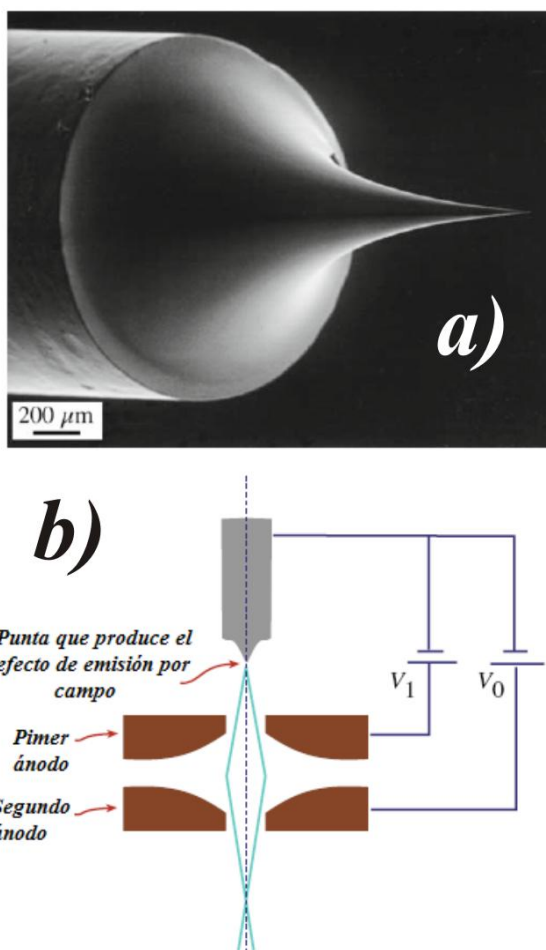 a)
200 μm
b)
Punta que produce el
efecto de emisión por
campo
V1
V0
Pimer
ánodo
Segundo
ánodo